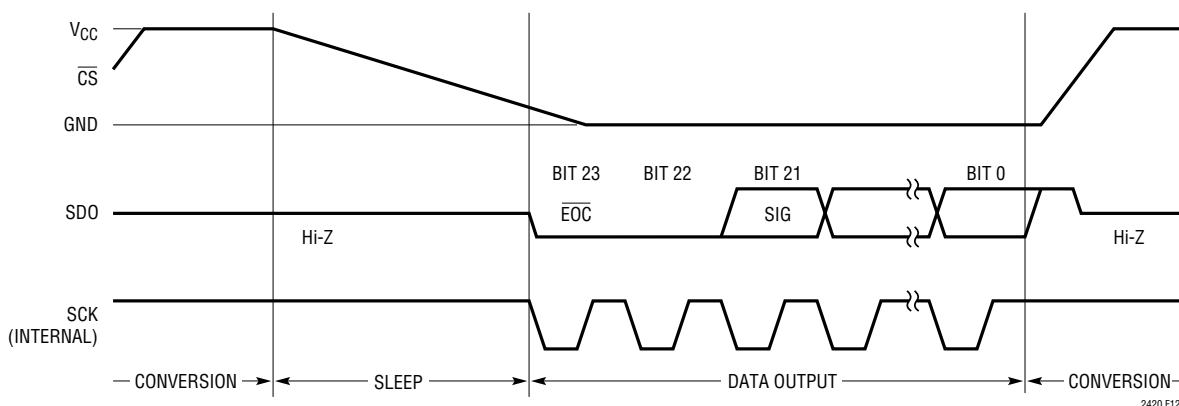 VCC
CS
GND
BIT 23 BIT 22 BIT 21 BIT 0
SDO EOC SIG
Hi-Z Hi-Z
SCK
(INTERNAL)
CONVERSION SLEEP DATA OUTPUT CONVERSION
2420 F12